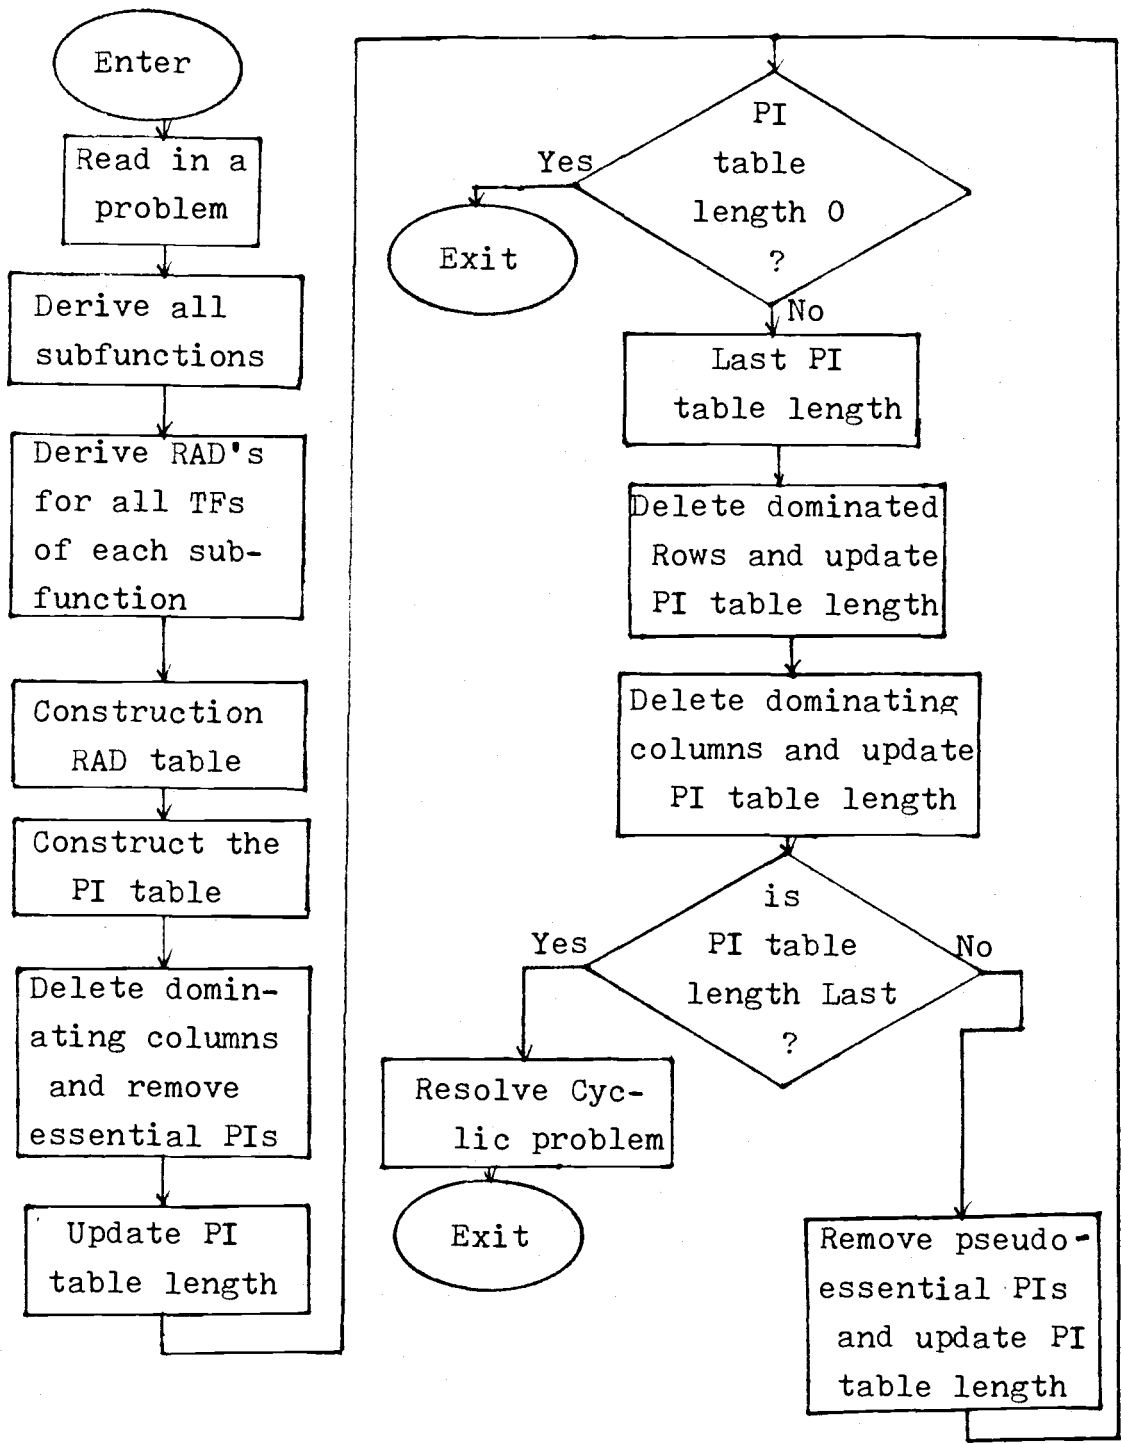 Enter
Read in a
problem
Derive all
subfunctions
Derive RAD's
for all TFs
of each sub-
function
Construction
RAD table
Construct the
PI table
Delete domin-
ating columns
and remove
essential PIs
Update PI
table length
PI
table
length 0
?
Yes
Exit
No
Last PI
table length
Delete dominated
Rows and update
PI table length
Delete dominating
columns and update
PI table length
is
PI table
length Last
?
Yes
No
Resolve Cyc-
lic problem
Exit
Remove pseudo-
essential PIs
and update PI
table length